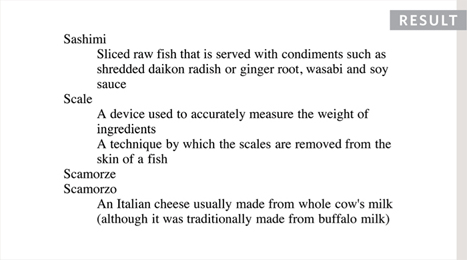 RESULT
Sashimi
Sliced raw fish that is served with condiments such as
shredded daikon radish or ginger root, wasabi and soy
sauce
Scale
A device used to accurately measure the weight of
ingredients
A technique by which the scales are removed from the
skin of a fish
Scamorze
Scamorzo
An Italian cheese usually made from whole cow's milk
(although it was traditionally made from buffalo milk)